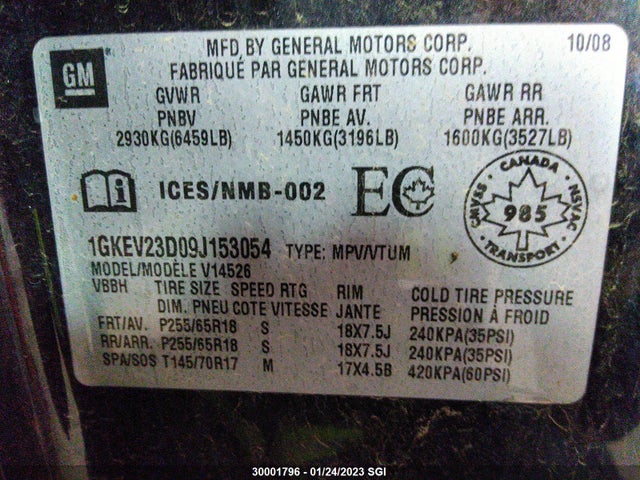 GM
MFD. BY GENERAL MOTORS CORP. 10/08
FABRIQUÉ PAR GENERAL MOTORS CORP.
GVWR GAWR FRT GAWR RR
PNBV PNBE AV. PNBE ARR.
2930KG(6459LB) 1450KG(3196LB) 1600KG(3527LB)
i ICES/NMB-002 EC
CANADA
CMVSS NSVAC
985
TRANSPORT
1GKEV23D09J153054 TYPE: MPV/VTUM
MODEL/MODÈLE V14526
VBBH TIRE SIZE SPEED RTG RIM COLD TIRE PRESSURE
DIM. PNEU COTE VITESSE JANTE PRESSION À FROID
FRT/AV. P255/65R18 S 18X7.5J 240KPA(35PSI)
RR/ARR. P255/65R18 S 18X7.5J 240KPA(35PSI)
SPA/SOS T145/70R17 M 17X4.5B 420KPA(60PSI)
30001796 - 01/24/2023 SGI